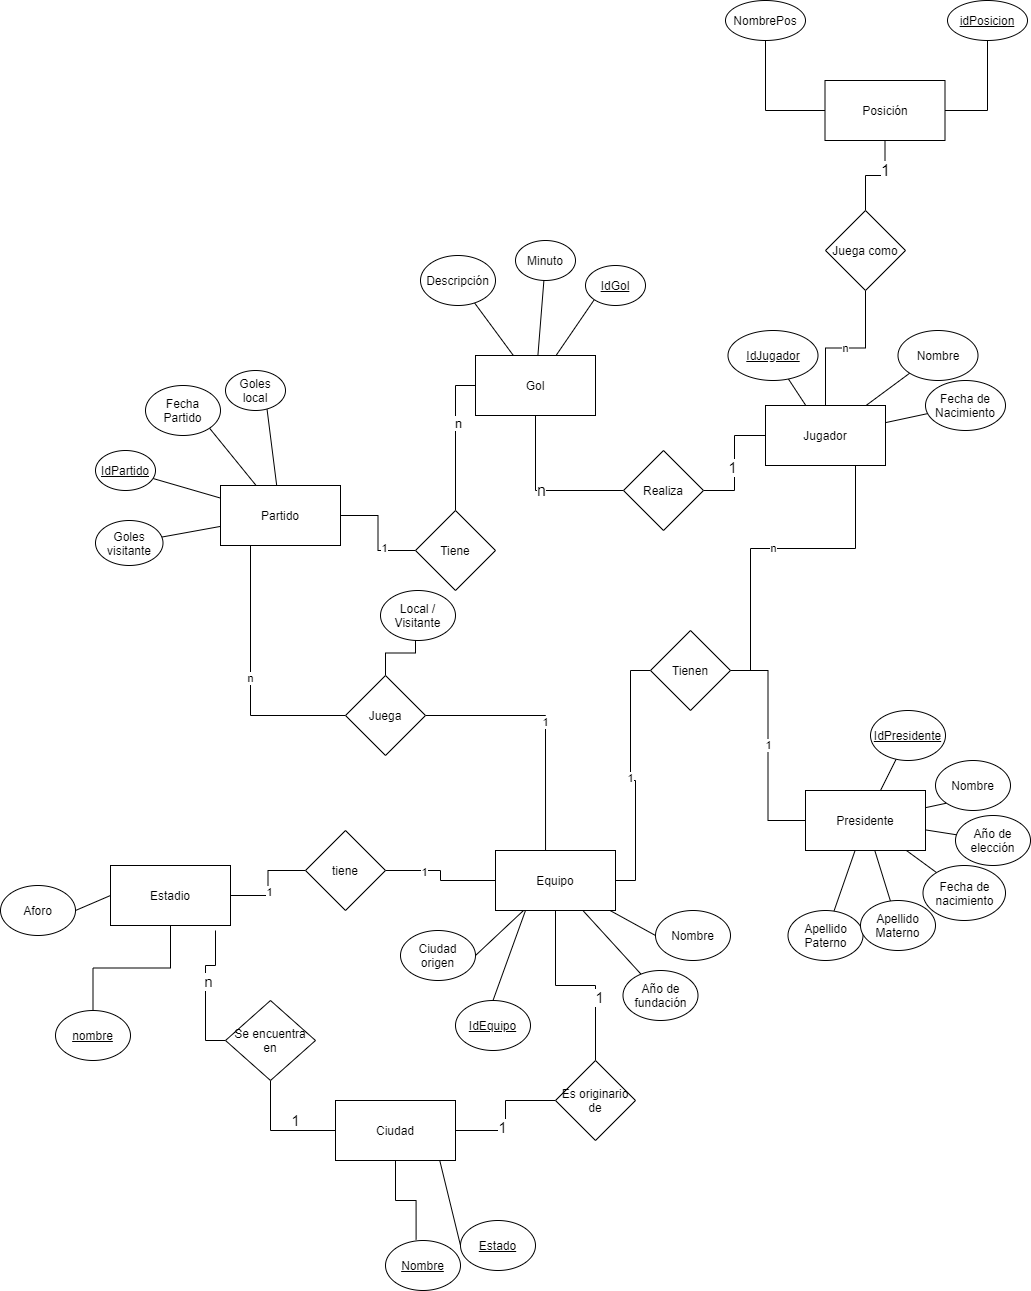 NombrePos
idPosicion
Posición
1
Juega como
n
Descripción
Minuto
IdGol
Gol
n
n
Realiza
1
IdJugador
Nombre
Fecha de
Nacimiento
Jugador
n
Goles
local
Fecha
Partido
IdPartido
Goles
visitante
Partido
1
Tiene
Local /
Visitante
n
Juega
1
Tienen
1
1
IdPresidente
Nombre
Presidente
Año de
elección
Fecha de
nacimiento
Apellido
Materno
Apellido
Paterno
Aforo
Estadio
1
tiene
1
Equipo
Nombre
Ciudad
origen
Año de
fundación
IdEquipo
nombre
n
Se encuentra
en
1
1
Es originario
de
1
Ciudad
Estado
Nombre